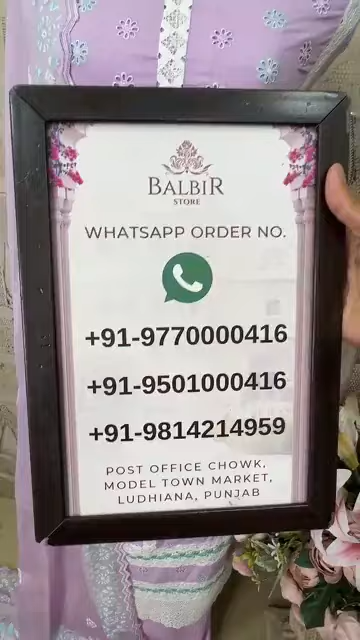 BALBIR
STORE
WHATSAPP ORDER NO.
+91-9770000416
+91-9501000416
+91-9814214959
POST OFFICE CHOWK,
MODEL TOWN MARKET,
LUDHIANA, PUNJAB